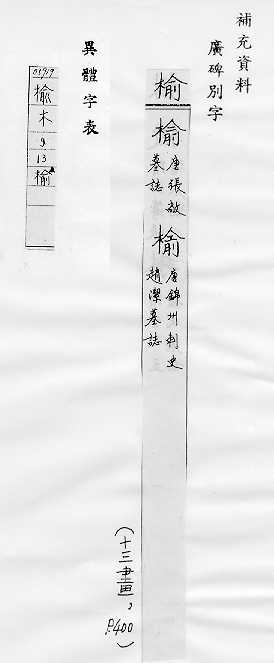 補充資料
廣碑別字
榆
榆 唐張敬墓誌
榆 唐錦州刺史趙潔墓誌
(十三畫,P.400)
異體字表
01919
榆
木
9
13
榆